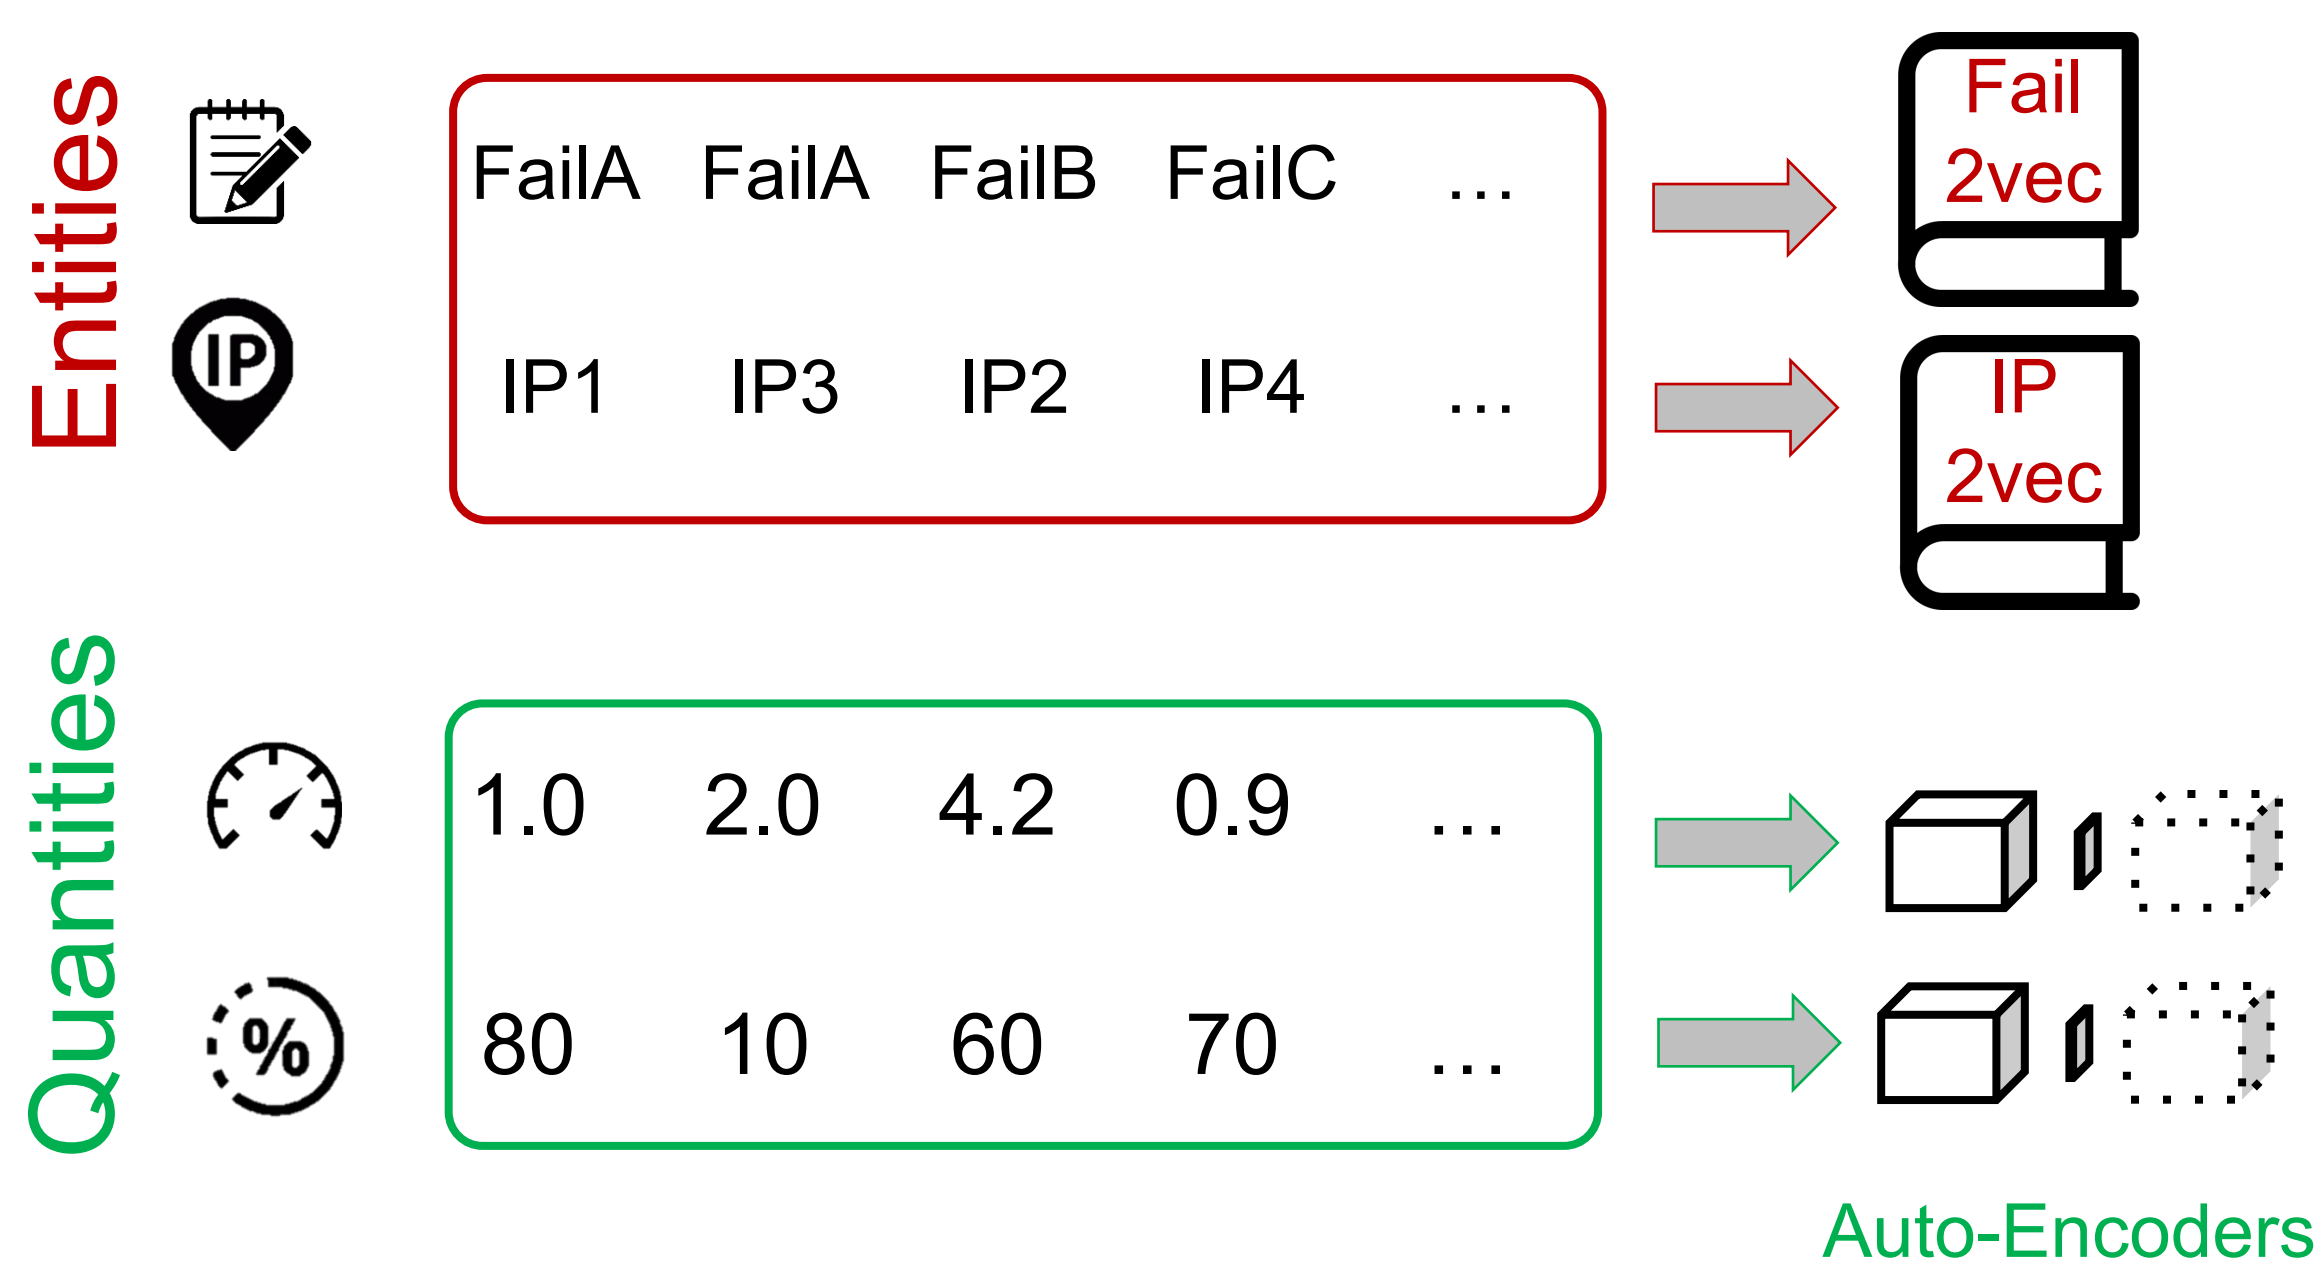 Entities
FailA FailA FailB FailC …
Fail
2vec
IP
IP1 IP3 IP2 IP4 …
IP
2vec
Quantities
1.0 2.0 4.2 0.9 …
%
80 10 60 70 …
Auto-Encoders